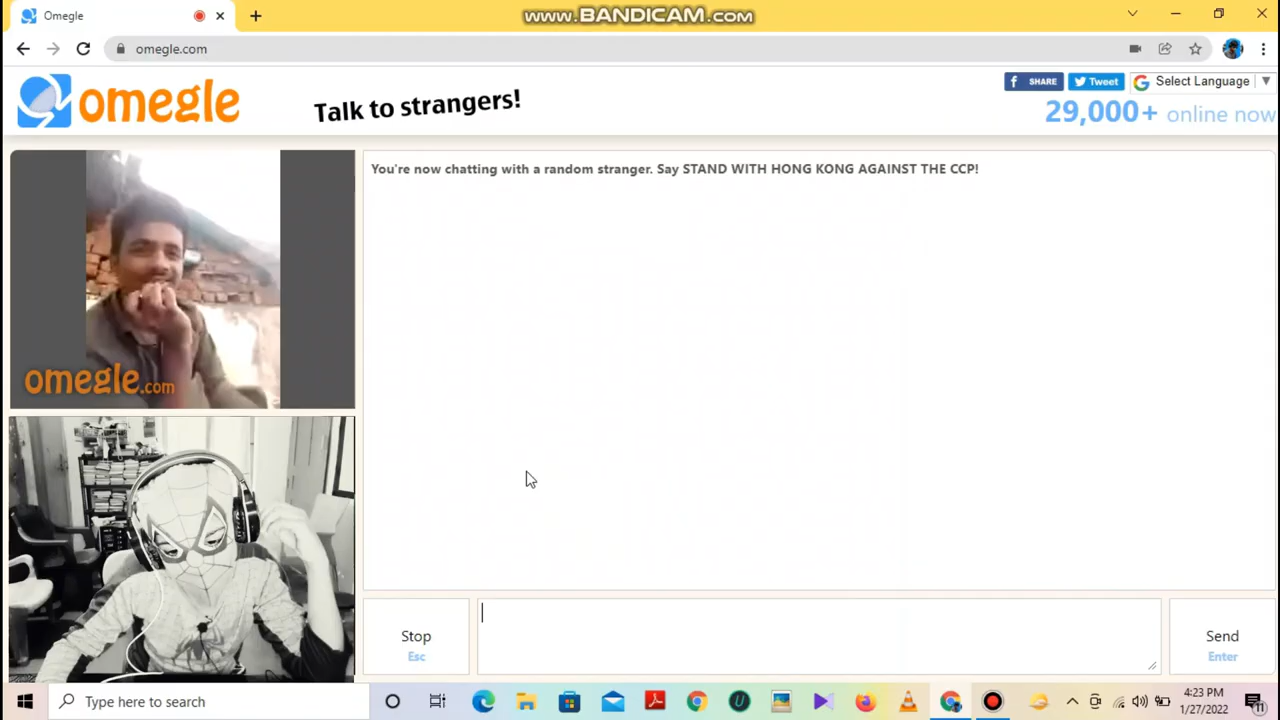 Omegle
www.BANDICAM.com
omegle.com
omegle
Talk to strangers!
SHARE
Tweet
Select Language
29,000+ online now
You're now chatting with a random stranger. Say STAND WITH HONG KONG AGAINST THE CCP!
omegle.com
Stop
Esc
Send
Enter
Type here to search
4:23 PM
1/27/2022
11